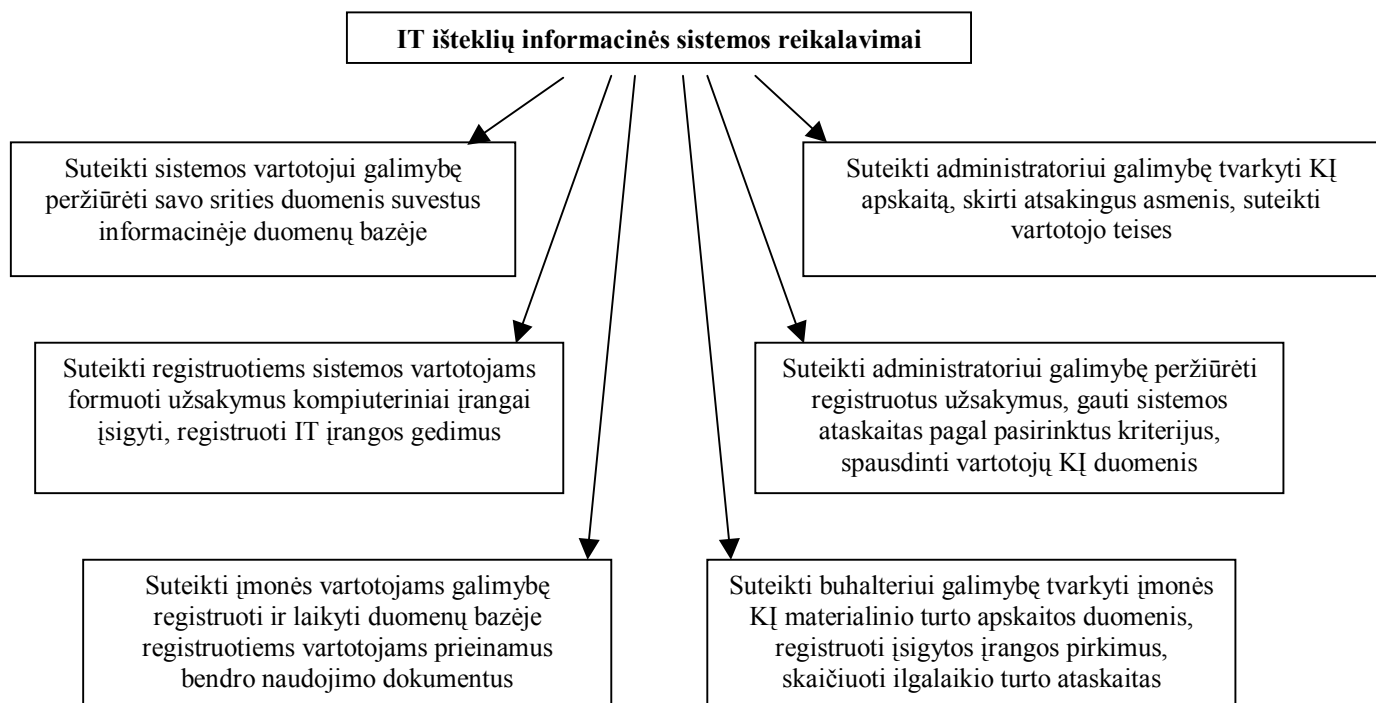 IT išteklių informacinės sistemos reikalavimai
Suteikti sistemos vartotojui galimybę
peržiūrėti savo srities duomenis suvestus
informacinėje duomenų bazėje
Suteikti administratoriui galimybę tvarkyti KĮ
apskaitą, skirti atsakingus asmenis, suteikti
vartotojo teises
Suteikti registruotiems sistemos vartotojams
formuoti užsakymus kompiuteriniai įrangai
įsigyti, registruoti IT įrangos gedimus
Suteikti administratoriui galimybę peržiūrėti
registruotus užsakymus, gauti sistemos
ataskaitas pagal pasirinktus kriterijus,
spausdinti vartotojų KĮ duomenis
Suteikti įmonės vartotojams galimybę
registruoti ir laikyti duomenų bazėje
registruotiems vartotojams prieinamus
bendro naudojimo dokumentus
Suteikti buhalteriui galimybę tvarkyti įmonės
KĮ materialinio turto apskaitos duomenis,
registruoti įsigytos įrangos pirkimus,
skaičiuoti ilgalaikio turto ataskaitas